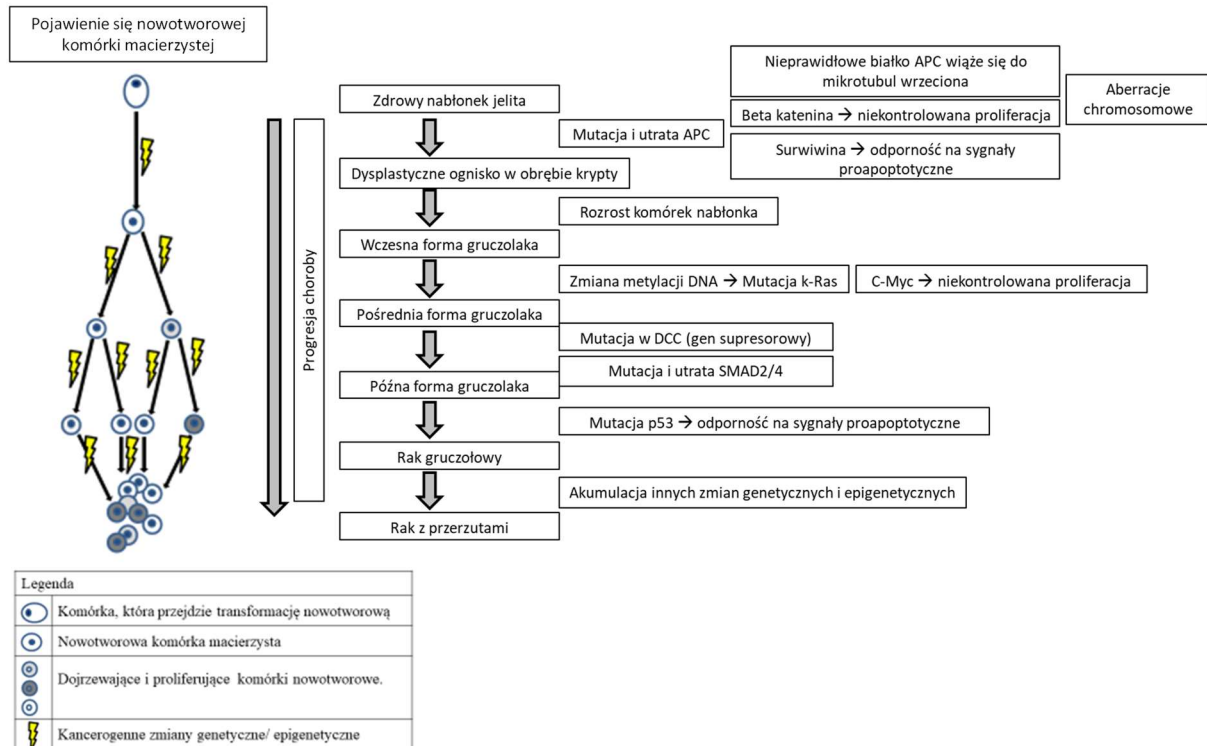 Pojawienie się nowotworowej
komórki macierzystej
Zdrowy nabłonek jelita
Mutacja i utrata APC
Nieprawidłowe białko APC wiąże się do
mikrotubul wrzeciona
Beta katenina → niekontrolowana proliferacja
Surwiwina → odporność na sygnały
proapoptotyczne
Aberracje
chromosomowe
Dysplastyczne ognisko w obrębie krypty
Rozrost komórek nabłonka
Wczesna forma gruczolaka
Zmiana metylacji DNA → Mutacja k-Ras
C-Myc → niekontrolowana proliferacja
Pośrednia forma gruczolaka
Mutacja w DCC (gen supresorowy)
Mutacja i utrata SMAD2/4
Późna forma gruczolaka
Mutacja p53 → odporność na sygnały proapoptotyczne
Rak gruczołowy
Akumulacja innych zmian genetycznych i epigenetycznych
Rak z przerzutami
Progresja choroby
Legenda
Komórka, która przejdzie transformację nowotworową
Nowotworowa komórka macierzysta
Dojrzewające i proliferujące komórki nowotworowe.
Kancerogenne zmiany genetyczne/ epigenetyczne